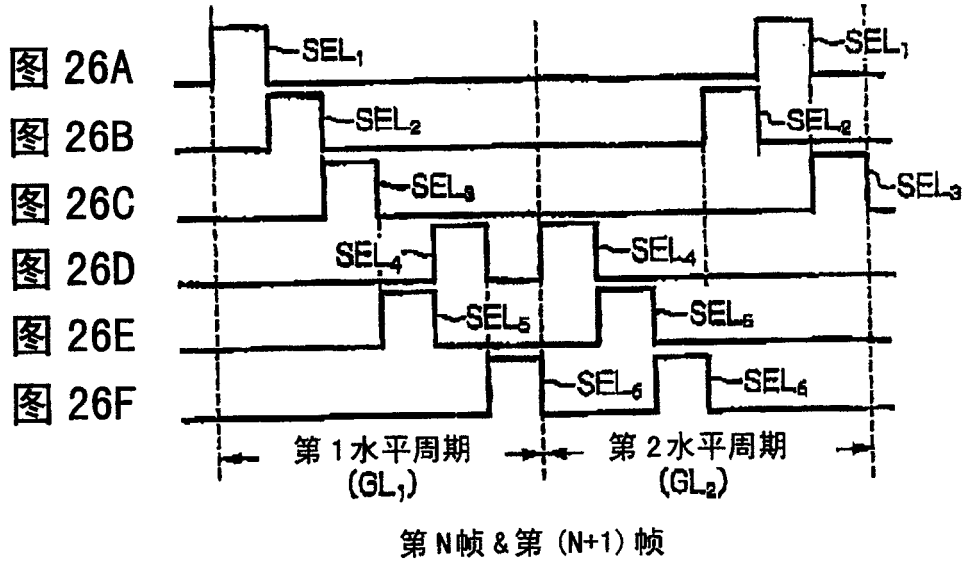 图 26A SEL₁ SEL₁
图 26B SEL₂ SEL₂
图 26C SEL₃ SEL₃
图 26D SEL₄ SEL₄
图 26E SEL₅ SEL₅
图 26F SEL₆ SEL₆
第1水平周期 第2水平周期
(GL₁) (GL₂)
第N帧&第 (N+1) 帧